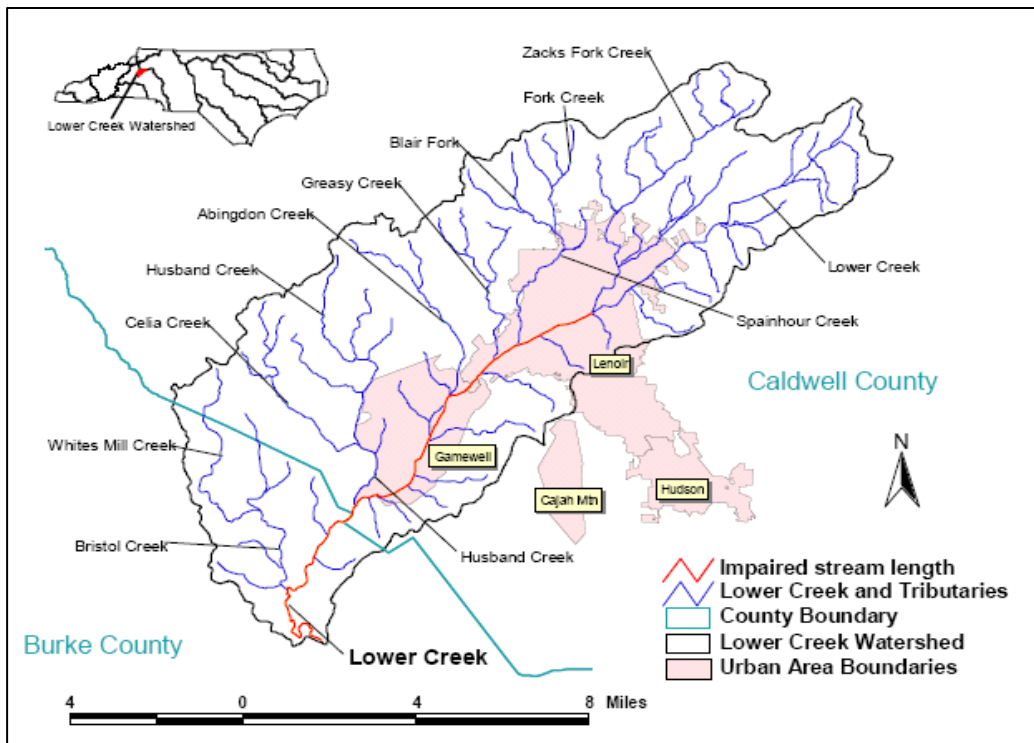 Zacks Fork Creek
Fork Creek
Lower Creek Watershed
Blair Fork
Greasy Creek
Abingdon Creek
Husband Creek
Lower Creek
Celia Creek
Spainhour Creek
Lenoir
Caldwell County
Whites Mill Creek
Gamewell
N
Hudson
Cajah Mtn
Bristol Creek
Husband Creek
Impaired stream length
Lower Creek and Tributaries
County Boundary
Burke County
Lower Creek
Lower Creek Watershed
Urban Area Boundaries
4 0 4 8 Miles